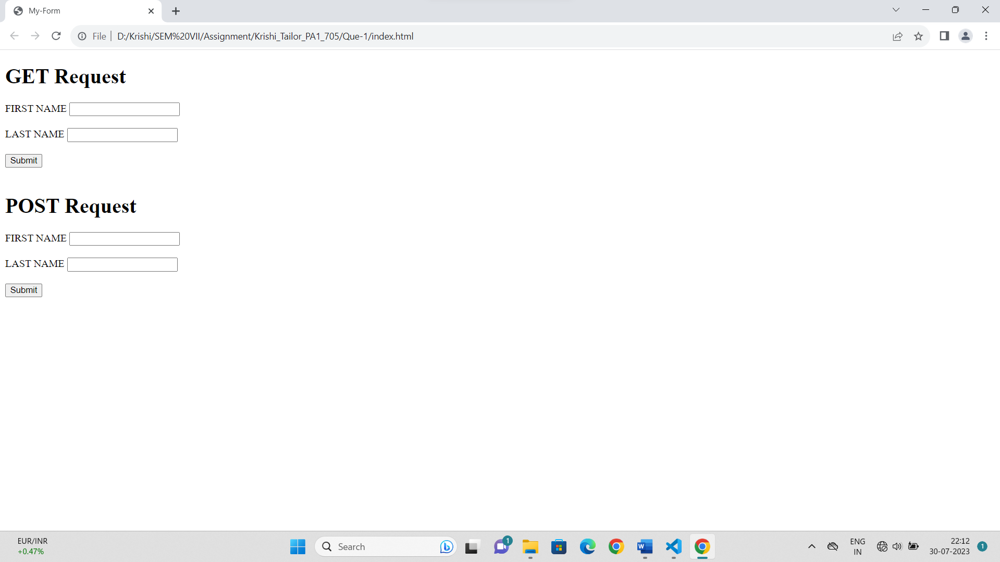 My-Form
File D:/Krishi/SEM%20VII/Assignment/Krishi_Tailor_PA1_705/Que-1/index.html
GET Request
FIRST NAME
LAST NAME
Submit
POST Request
FIRST NAME
LAST NAME
Submit
EUR/INR
+0.47%
Search
1
W
ENG
IN
22:12
30-07-2023
1